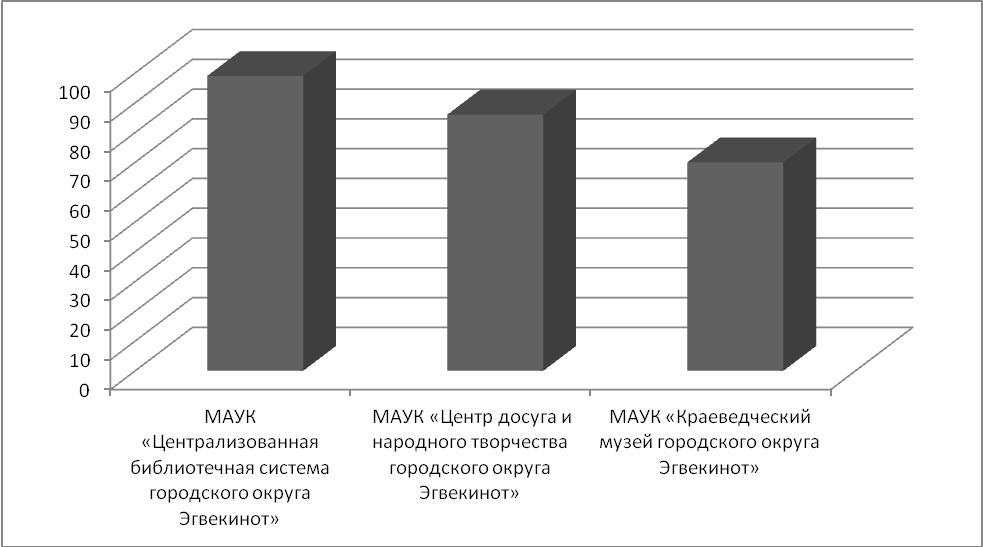 100
90
80
70
60
50
40
30
20
10
0
МАУК
«Централизованная
библиотечная система
городского округа
Эгвекинот»
МАУК «Центр досуга и
народного творчества
городского округа
Эгвекинот»
МАУК «Краеведческий
музей городского округа
Эгвекинот»